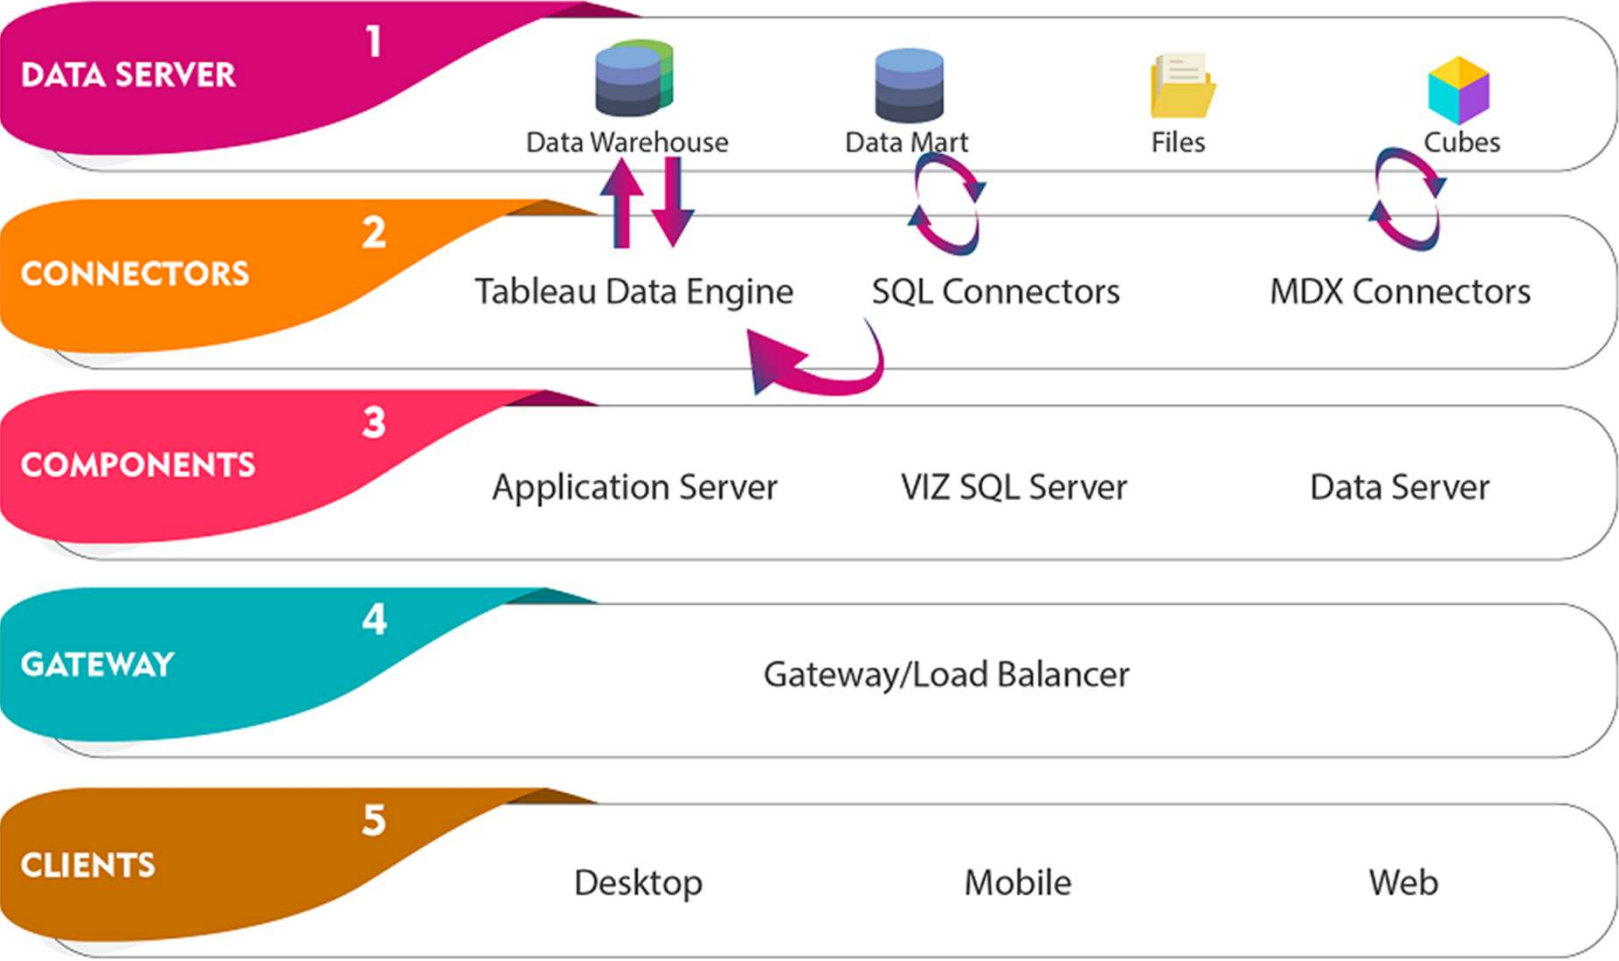 1
DATA SERVER
Data Warehouse
Data Mart
Files
Cubes
2
CONNECTORS
Tableau Data Engine
SQL Connectors
MDX Connectors
3
COMPONENTS
Application Server
VIZ SQL Server
Data Server
4
GATEWAY
Gateway/Load Balancer
5
CLIENTS
Desktop
Mobile
Web